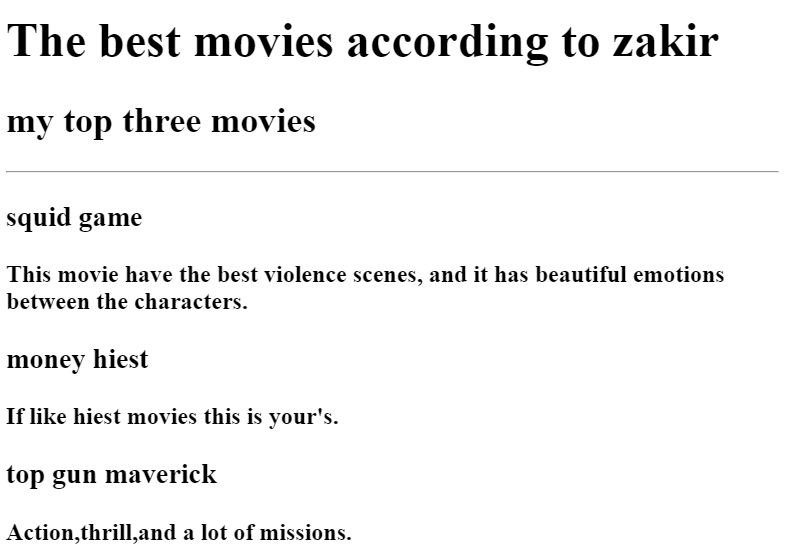 The best movies according to zakir
my top three movies
squid game
This movie have the best violence scenes, and it has beautiful emotions
between the characters.
money hiest
If like hiest movies this is your's.
top gun maverick
Action,thrill,and a lot of missions.